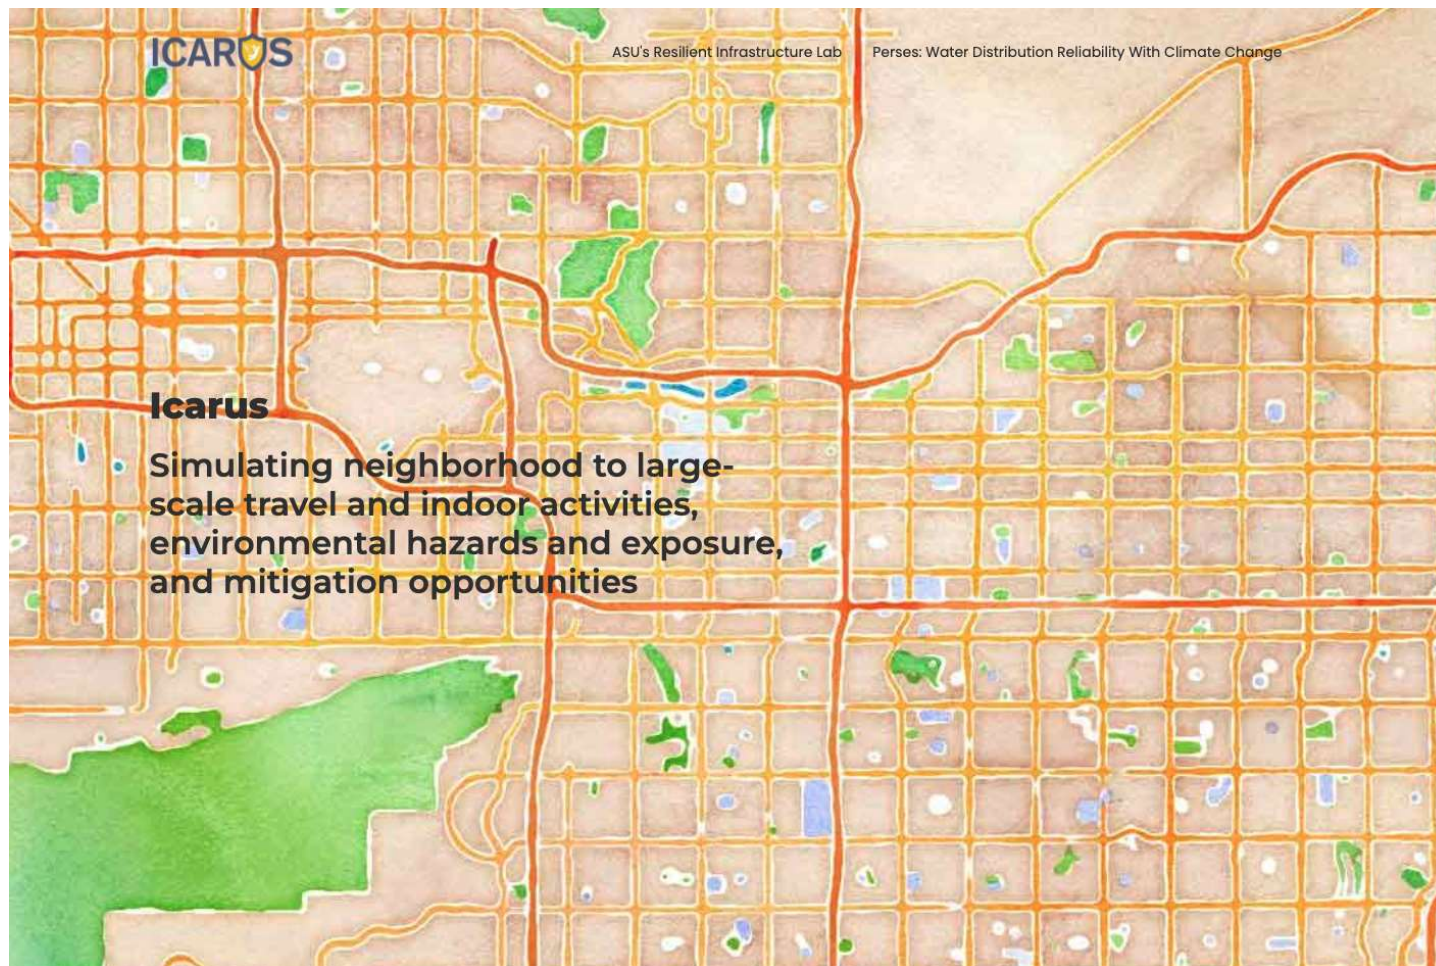 ICARUS
ASU's Resilient Infrastructure Lab
Perses: Water Distribution Reliability With Climate Change
Icarus
Simulating neighborhood to large-
scale travel and indoor activities,
environmental hazards and exposure,
and mitigation opportunities